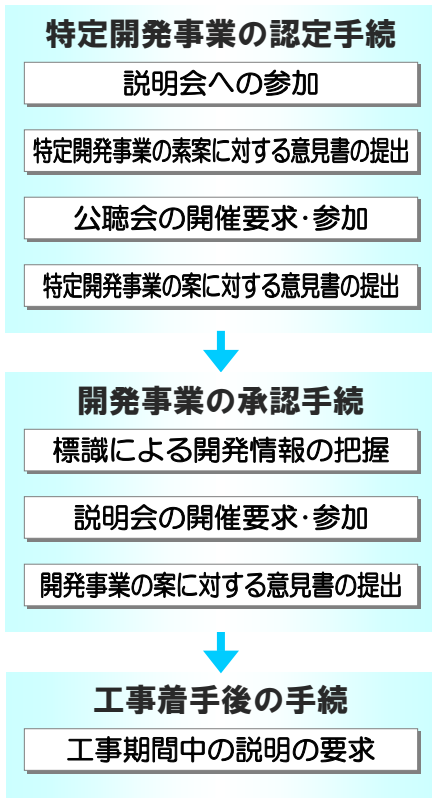 特定開発事業の認定手続
説明会への参加
特定開発事業の素案に対する意見書の提出
公聴会の開催要求･参加
特定開発事業の案に対する意見書の提出
開発事業の承認手続
標識による開発情報の把握
説明会の開催要求･参加
開発事業の案に対する意見書の提出
工事着手後の手続
工事期間中の説明の要求